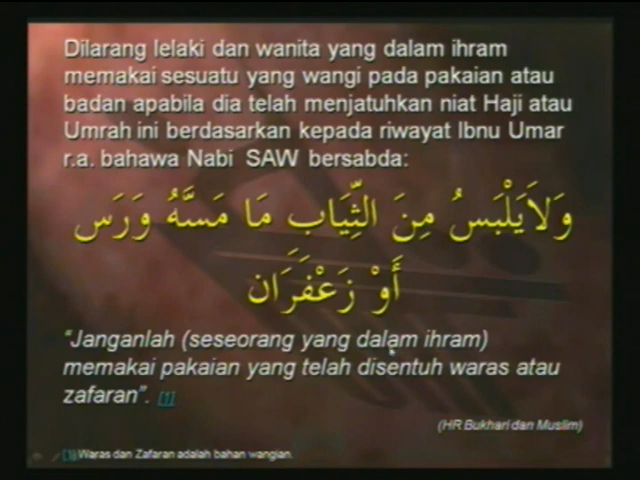 Dilarang lelaki dan wanita yang dalam ihram
memakai sesuatu yang wangi pada pakaian atau
badan apabila dia telah menjatuhkan niat Haji atau
Umrah ini berdasarkan kepada riwayat Ibnu Umar
r.a. bahawa Nabi SAW bersabda:
وَلاَيَلْبَسُ مِنَ الثِّيَابِ مَا مَسَّهُ وَرَس
أَوْ زَعْفَرَان
“Janganlah (seseorang yang dalam ihram)
memakai pakaian yang telah disentuh waras atau
zafaran”. [1]
(HR Bukhari dan Muslim)
[1] Waras dan Zafaran adalah bahan wangian.